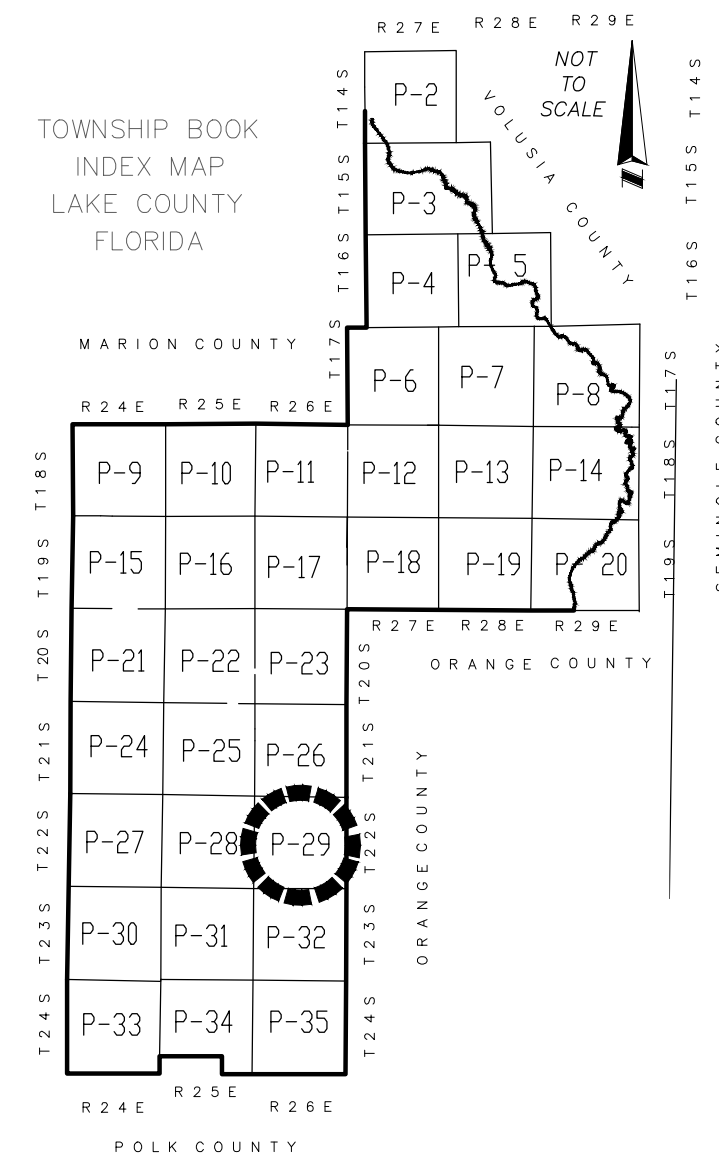 R27E R28E R29E
NOT
TO
SCALE
N
TOWNSHIP BOOK
INDEX MAP
LAKE COUNTY
FLORIDA
T14S P-2 T14S
VOLUSIA COUNTY
T15S P-3 T15S
T16S P-4 P- 5 T16S
MARION COUNTY
T17S P-6 P-7 P-8 T17S
R24E R25E R26E
T18S P-9 P-10 P-11 P-12 P-13 P-14 T18S
T19S P-15 P-16 P-17 P-18 P-19 P- 20 T19S
R27E R28E R29E
ORANGE COUNTY
T20S P-21 P-22 P-23 T20S
T21S P-24 P-25 P-26 T21S
ORANGE COUNTY
T22S P-27 P-28 P-29 T22S
T23S P-30 P-31 P-32 T23S
T24S P-33 P-34 P-35 T24S
R24E R25E R26E
POLK COUNTY